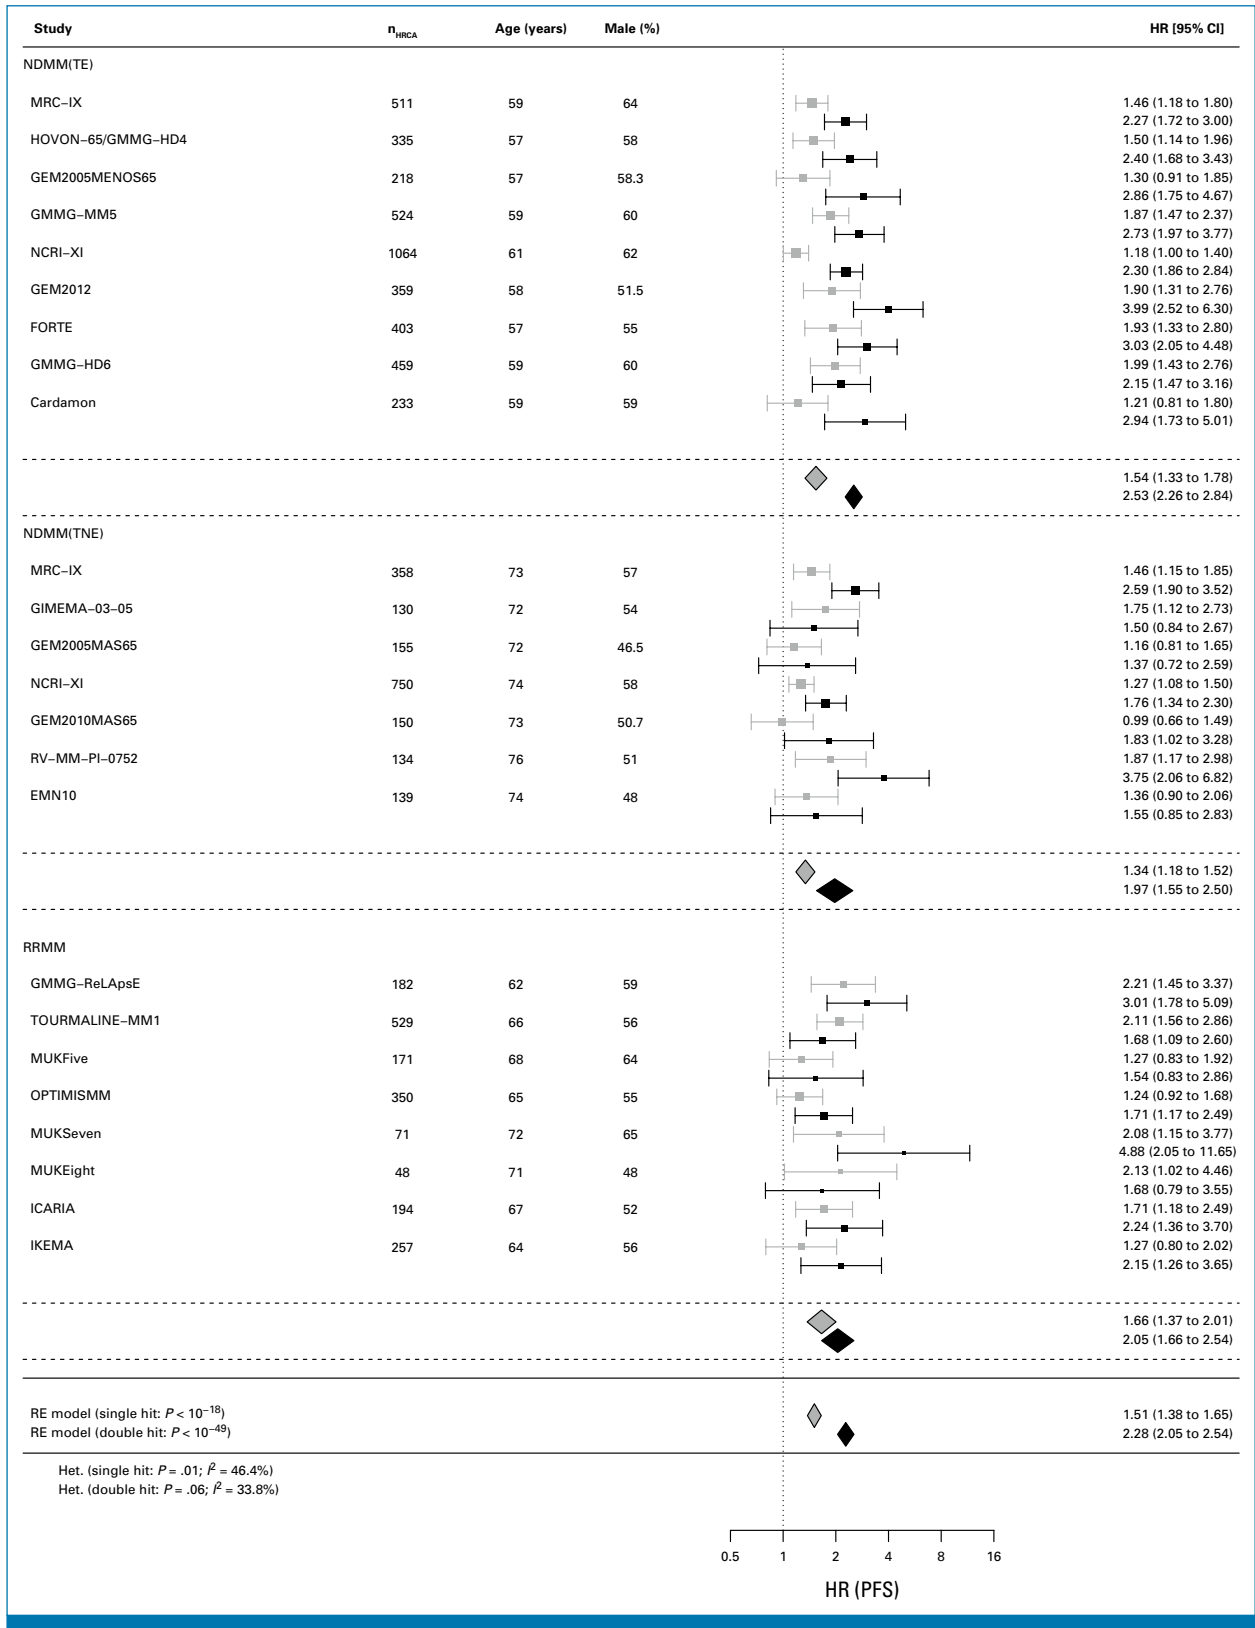 Study n HRCA Age (years) Male (%) HR [95% CI]
NDMM(TE)
MRC−IX 511 59 64 1.46 (1.18 to 1.80)
2.27 (1.72 to 3.00)
HOVON−65/GMMG−HD4 335 57 58 1.50 (1.14 to 1.96)
2.40 (1.68 to 3.43)
GEM2005MENOS65 218 57 58.3 1.30 (0.91 to 1.85)
2.86 (1.75 to 4.67)
GMMG−MM5 524 59 60 1.87 (1.47 to 2.37)
2.73 (1.97 to 3.77)
NCRI−XI 1064 61 62 1.18 (1.00 to 1.40)
2.30 (1.86 to 2.84)
GEM2012 359 58 51.5 1.90 (1.31 to 2.76)
3.99 (2.52 to 6.30)
FORTE 403 57 55 1.93 (1.33 to 2.80)
3.03 (2.05 to 4.48)
GMMG−HD6 459 59 60 1.99 (1.43 to 2.76)
2.15 (1.47 to 3.16)
Cardamon 233 59 59 1.21 (0.81 to 1.80)
2.94 (1.73 to 5.01)
1.54 (1.33 to 1.78)
2.53 (2.26 to 2.84)
NDMM(TNE)
MRC−IX 358 73 57 1.46 (1.15 to 1.85)
2.59 (1.90 to 3.52)
GIMEMA−03−05 130 72 54 1.75 (1.12 to 2.73)
1.50 (0.84 to 2.67)
GEM2005MAS65 155 72 46.5 1.16 (0.81 to 1.65)
1.37 (0.72 to 2.59)
NCRI−XI 750 74 58 1.27 (1.08 to 1.50)
1.76 (1.34 to 2.30)
GEM2010MAS65 150 73 50.7 0.99 (0.66 to 1.49)
1.83 (1.02 to 3.28)
RV−MM−PI−0752 134 76 51 1.87 (1.17 to 2.98)
3.75 (2.06 to 6.82)
EMN10 139 74 48 1.36 (0.90 to 2.06)
1.55 (0.85 to 2.83)
1.34 (1.18 to 1.52)
1.97 (1.55 to 2.50)
RRMM
GMMG−ReLApsE 182 62 59 2.21 (1.45 to 3.37)
3.01 (1.78 to 5.09)
TOURMALINE−MM1 529 66 56 2.11 (1.56 to 2.86)
1.68 (1.09 to 2.60)
MUKFive 171 68 64 1.27 (0.83 to 1.92)
1.54 (0.83 to 2.86)
OPTIMISMM 350 65 55 1.24 (0.92 to 1.68)
1.71 (1.17 to 2.49)
MUKSeven 71 72 65 2.08 (1.15 to 3.77)
4.88 (2.05 to 11.65)
MUKEight 48 71 48 2.13 (1.02 to 4.46)
1.68 (0.79 to 3.55)
ICARIA 194 67 52 1.71 (1.18 to 2.49)
2.24 (1.36 to 3.70)
IKEMA 257 64 56 1.27 (0.80 to 2.02)
2.15 (1.26 to 3.65)
1.66 (1.37 to 2.01)
2.05 (1.66 to 2.54)
RE model (single hit: P < 10⁻¹⁸) 1.51 (1.38 to 1.65)
RE model (double hit: P < 10⁻⁴⁹) 2.28 (2.05 to 2.54)
Het. (single hit: P = .01; I² = 46.4%)
Het. (double hit: P = .06; I² = 33.8%)
0.5 1 2 4 8 16
HR (PFS)